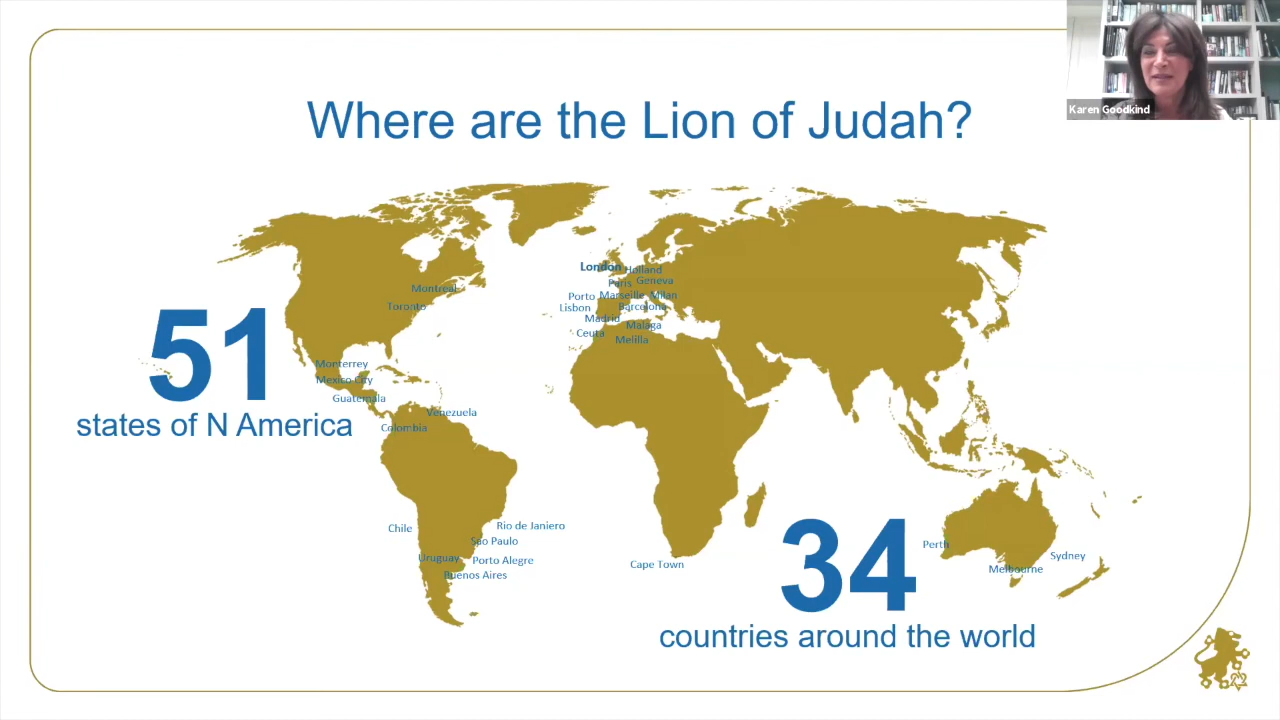 Karen Goodkind
Where are the Lion of Judah?
London
Holland
Paris
Geneva
Montreal
Porto
Marseille
Milan
Toronto
Lisbon
Barcelona
Madrid
Malaga
Ceuta
Melilla
51
states of N America
Monterrey
Mexico City
Guatemala
Venezuela
Colombia
Chile
Rio de Janiero
Sao Paulo
Uruguay
Porto Alegre
Buenos Aires
Cape Town
34
countries around the world
Perth
Sydney
Melbourne